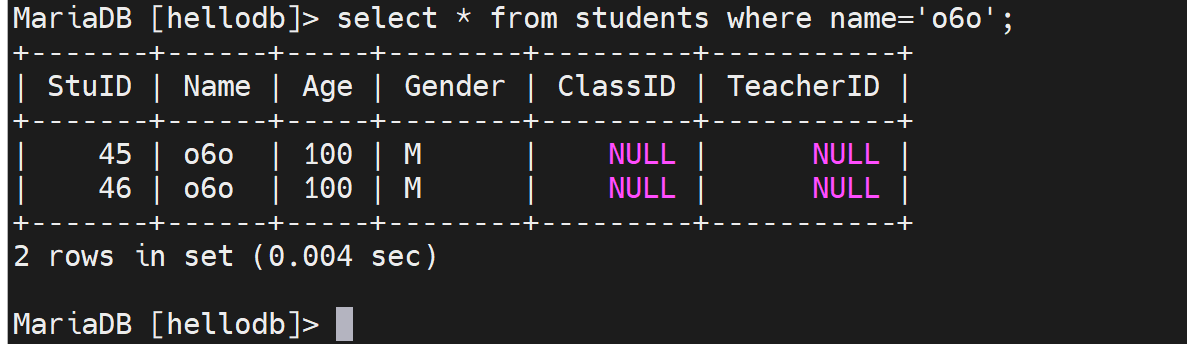 MariaDB [hellodb]> select * from students where name='o6o';
+-------+------+-----+--------+---------+-----------+
| StuID | Name | Age | Gender | ClassID | TeacherID |
+-------+------+-----+--------+---------+-----------+
|    45 | o6o  | 100 | M      |    NULL |      NULL |
|    46 | o6o  | 100 | M      |    NULL |      NULL |
+-------+------+-----+--------+---------+-----------+
2 rows in set (0.004 sec)
MariaDB [hellodb]>